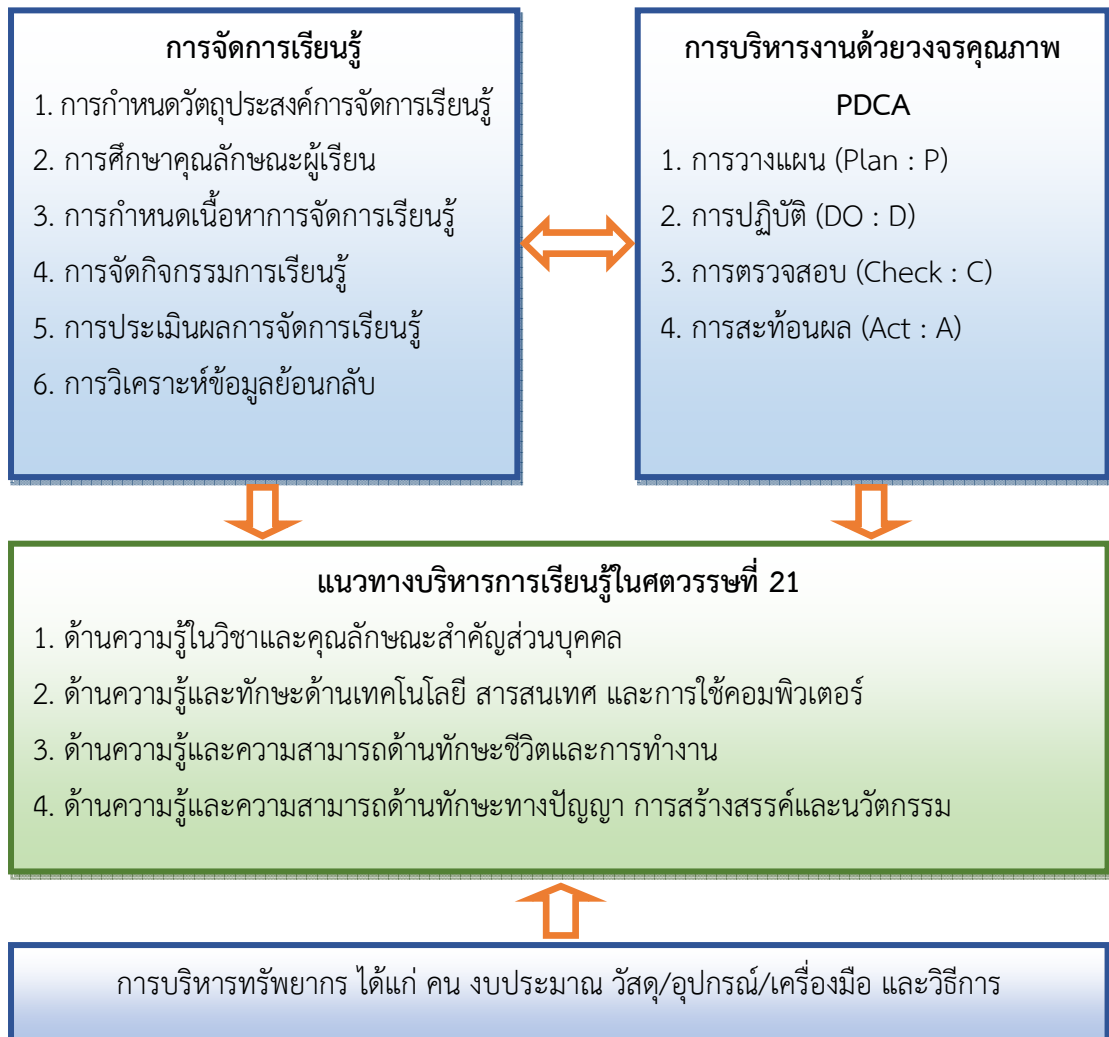 การจัดการเรียนรู้
1. การกำหนดวัตถุประสงค์การจัดการเรียนรู้
2. การศึกษาคุณลักษณะผู้เรียน
3. การกำหนดเนื้อหาการจัดการเรียนรู้
4. การจัดกิจกรรมการเรียนรู้
5. การประเมินผลการจัดการเรียนรู้
6. การวิเคราะห์ข้อมูลย้อนกลับ
การบริหารงานด้วยวงจรคุณภาพ
PDCA
1. การวางแผน (Plan : P)
2. การปฏิบัติ (DO : D)
3. การตรวจสอบ (Check : C)
4. การสะท้อนผล (Act : A)
แนวทางบริหารการเรียนรู้ในศตวรรษที่ 21
1. ด้านความรู้ในวิชาและคุณลักษณะสำคัญส่วนบุคคล
2. ด้านความรู้และทักษะด้านเทคโนโลยี สารสนเทศ และการใช้คอมพิวเตอร์
3. ด้านความรู้และความสามารถด้านทักษะชีวิตและการทำงาน
4. ด้านความรู้และความสามารถด้านทักษะทางปัญญา การสร้างสรรค์และนวัตกรรม
การบริหารทรัพยากร ได้แก่ คน งบประมาณ วัสดุ/อุปกรณ์/เครื่องมือ และวิธีการ